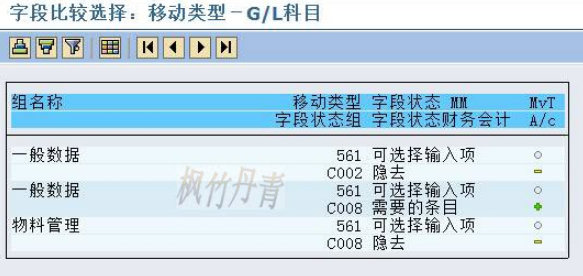 字段比较选择：移动类型－G/L科目
组名称 移动类型 字段状态 MM MvT
字段状态组 字段状态财务会计 A/c
一般数据 561 可选择输入项
C002 隐去
一般数据 561 可选择输入项
C008 需要的条目
物料管理 561 可选择输入项
C008 隐去
枫竹丹青